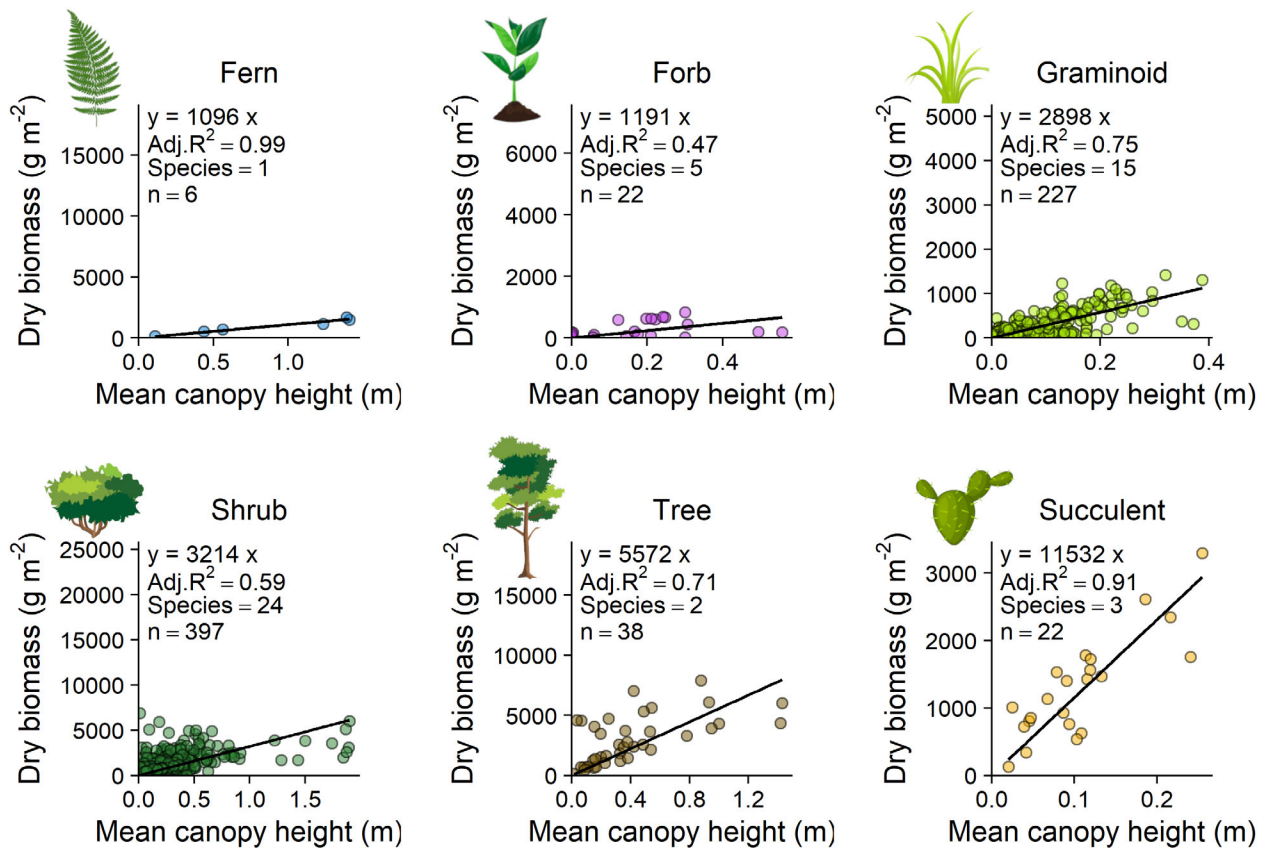 Fern
y = 1096 x
Adj.R² = 0.99
Species = 1
n = 6
Dry biomass (g m⁻²)
15000
10000
5000
0
0.0 0.5 1.0
Mean canopy height (m)
Forb
y = 1191 x
Adj.R² = 0.47
Species = 5
n = 22
Dry biomass (g m⁻²)
6000
4000
2000
0
0.0 0.2 0.4
Mean canopy height (m)
Graminoid
y = 2898 x
Adj.R² = 0.75
Species = 15
n = 227
Dry biomass (g m⁻²)
5000
4000
3000
2000
1000
0
0.0 0.2 0.4
Mean canopy height (m)
Shrub
y = 3214 x
Adj.R² = 0.59
Species = 24
n = 397
Dry biomass (g m⁻²)
25000
20000
15000
10000
5000
0
0.0 0.5 1.0 1.5
Mean canopy height (m)
Tree
y = 5572 x
Adj.R² = 0.71
Species = 2
n = 38
Dry biomass (g m⁻²)
15000
10000
5000
0
0.0 0.4 0.8 1.2
Mean canopy height (m)
Succulent
y = 11532 x
Adj.R² = 0.91
Species = 3
n = 22
Dry biomass (g m⁻²)
3000
2000
1000
0
0.0 0.1 0.2
Mean canopy height (m)